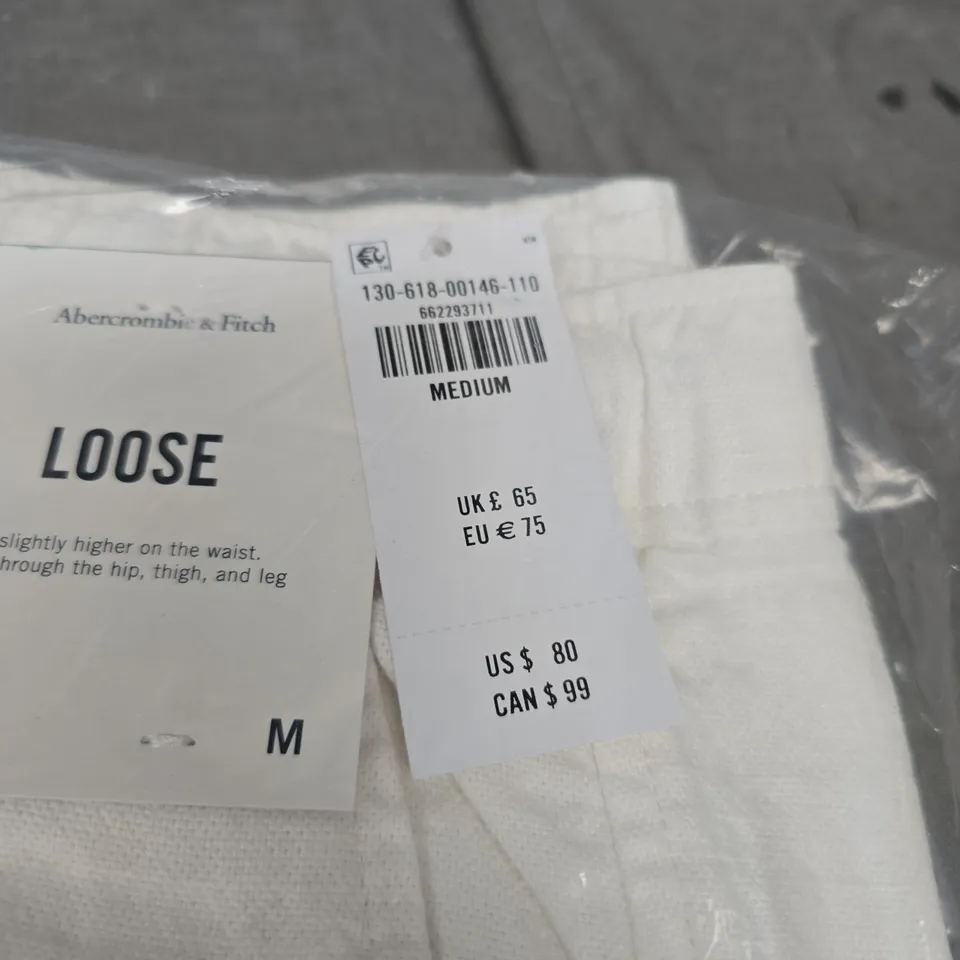 Abercrombie & Fitch
LOOSE
slightly higher on the waist.
through the hip, thigh, and leg
M
130-618-00146-110
662293711
MEDIUM
UK £ 65
EU € 75
US $ 80
CAN $ 99